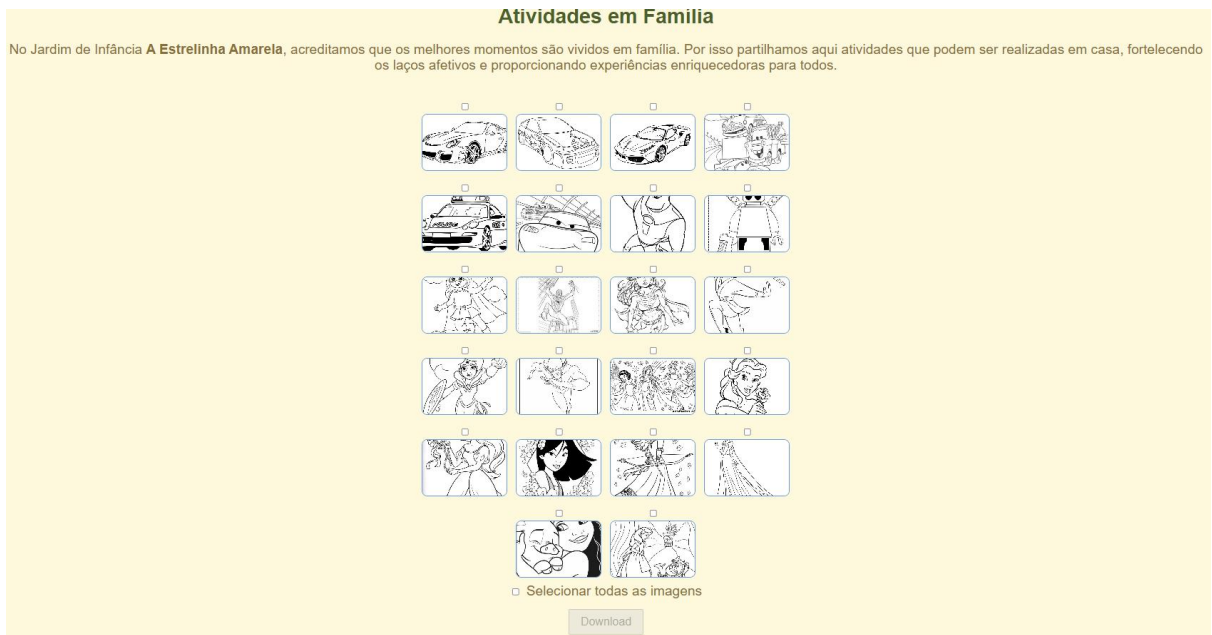 Atividades em Família
No Jardim de Infância A Estrelinha Amarela, acreditamos que os melhores momentos são vividos em família. Por isso partilhamos aqui atividades que podem ser realizadas em casa, fortelecendo
os laços afetivos e proporcionando experiências enriquecedoras para todos.
Selecionar todas as imagens
Download